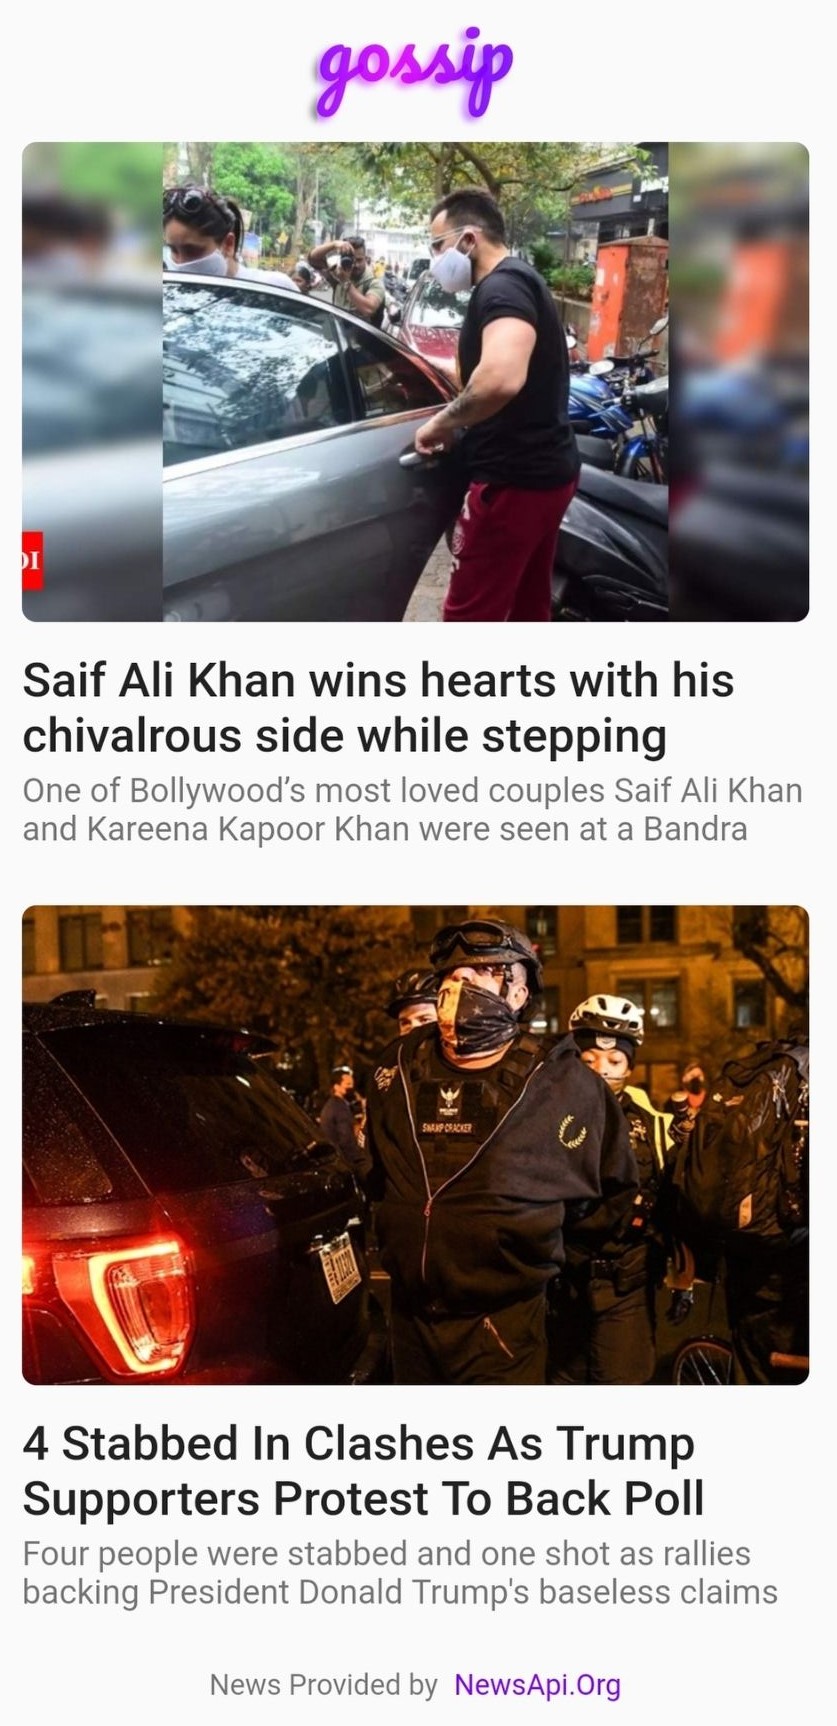 gossip
OI
Saif Ali Khan wins hearts with his
chivalrous side while stepping
One of Bollywood’s most loved couples Saif Ali Khan
and Kareena Kapoor Khan were seen at a Bandra
SWAMP CRACKER
4 Stabbed In Clashes As Trump
Supporters Protest To Back Poll
Four people were stabbed and one shot as rallies
backing President Donald Trump's baseless claims
News Provided by NewsApi.Org